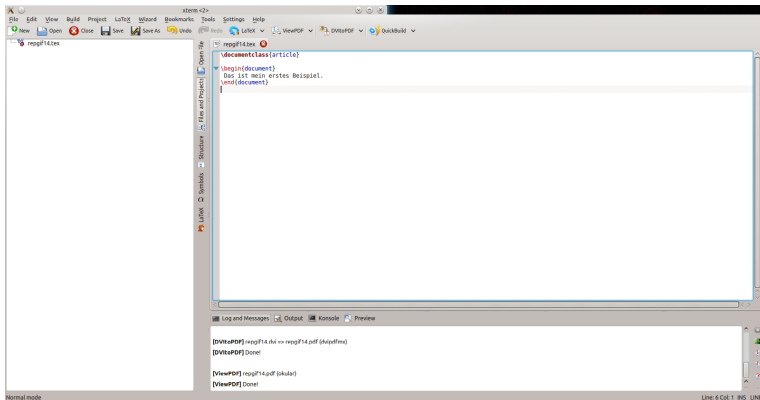 xterm <2>
File Edit View Build Project LaTeX Wizard Bookmarks Tools Settings Help
New Open Close Save Save As Undo Redo LaTeX ViewPDF DVItoPDF QuickBuild
repgif14.tex
Open File
Files and Projects
Structure
Symbols
LaTeX
repgif14.tex
\documentclass{article}
\begin{document}
Das ist mein erstes Beispiel.
\end{document}
Log and Messages Output Konsole Preview
[DVItoPDF] repgif14.dvi => repgif14.pdf (dvipdfmx)
[DVItoPDF] Done!
[ViewPDF] repgif14.pdf (okular)
[ViewPDF] Done!
Normal mode
Line: 6 Col: 1 INS LINE